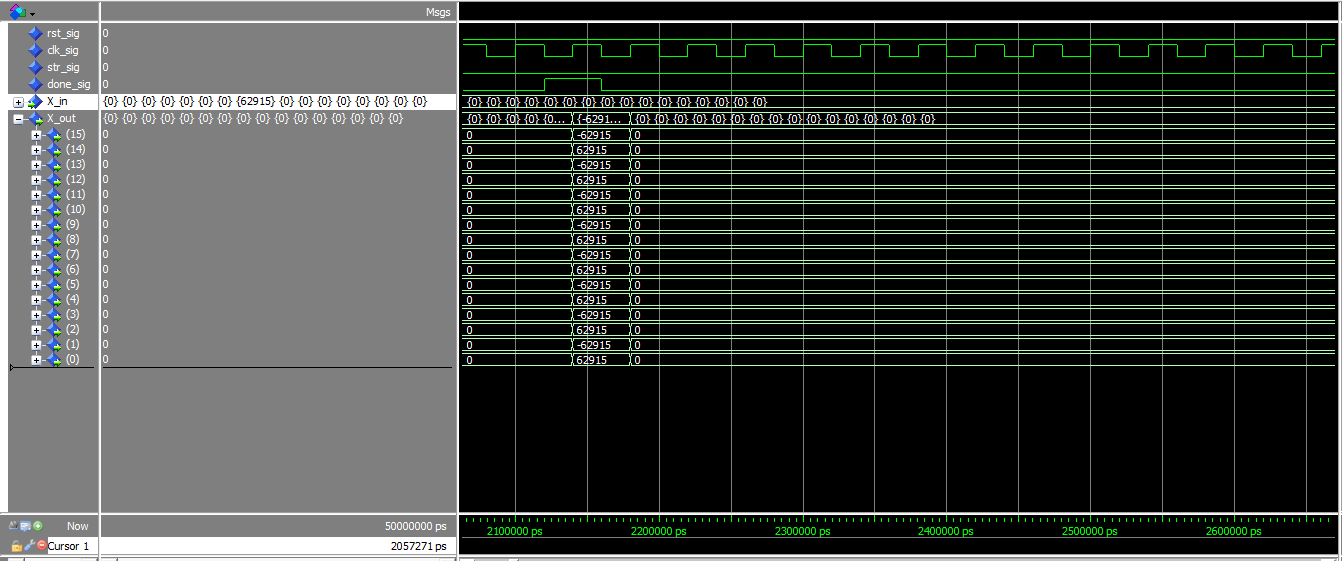 Msgs
rst_sig 0
clk_sig 0
str_sig 0
done_sig 0
X_in {0} {0} {0} {0} {0} {0} {0} {62915} {0} {0} {0} {0} {0} {0} {0} {0} {0} {0} {0} {0} {0} {0} {0} {0} {0} {0} {0} {0} {0} {0} {0} {0}
X_out {0} {0} {0} {0} {0} {0} {0} {0} {0} {0} {0} {0} {0} {0} {0} {0} {0} {0} {0} {0} {0... {-6291... {0} {0} {0} {0} {0} {0} {0} {0} {0} {0} {0} {0} {0} {0} {0} {0}
(15) 0 0 -62915 0
(14) 0 0 62915 0
(13) 0 0 -62915 0
(12) 0 0 62915 0
(11) 0 0 -62915 0
(10) 0 0 62915 0
(9) 0 0 -62915 0
(8) 0 0 62915 0
(7) 0 0 -62915 0
(6) 0 0 62915 0
(5) 0 0 -62915 0
(4) 0 0 62915 0
(3) 0 0 -62915 0
(2) 0 0 62915 0
(1) 0 0 -62915 0
(0) 0 0 62915 0
Now 50000000 ps 2100000 ps 2200000 ps 2300000 ps 2400000 ps 2500000 ps 2600000 ps
Cursor 1 2057271 ps